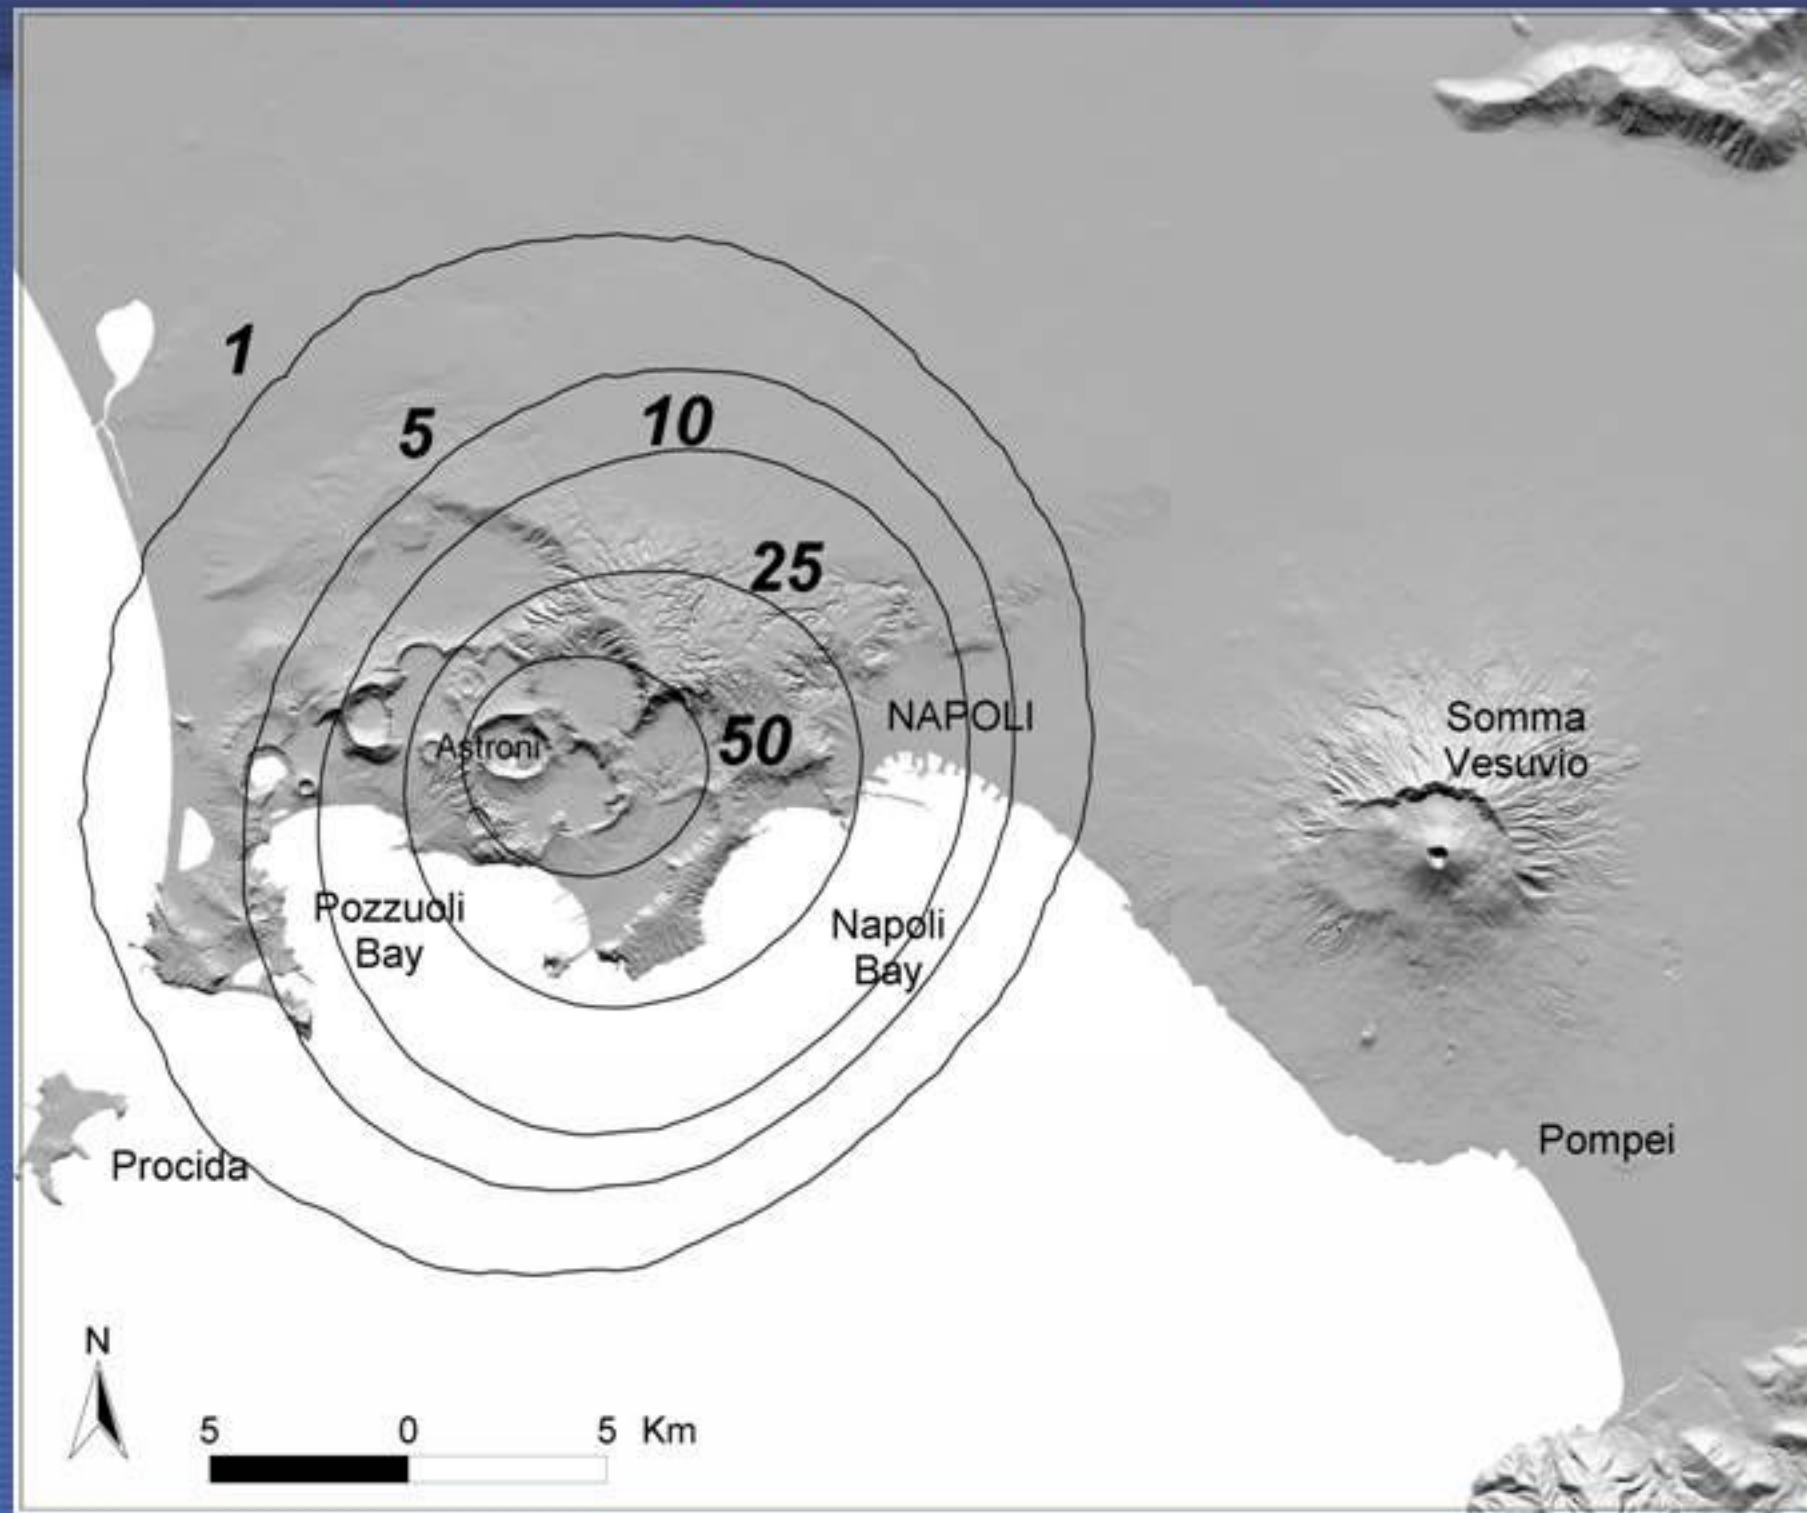 1
5
10
25
50
NAPOLI
Astroni
Somma
Vesuvio
Pozzuoli
Bay
Napoli
Bay
Pompei
Procida
N
5 0 5 Km